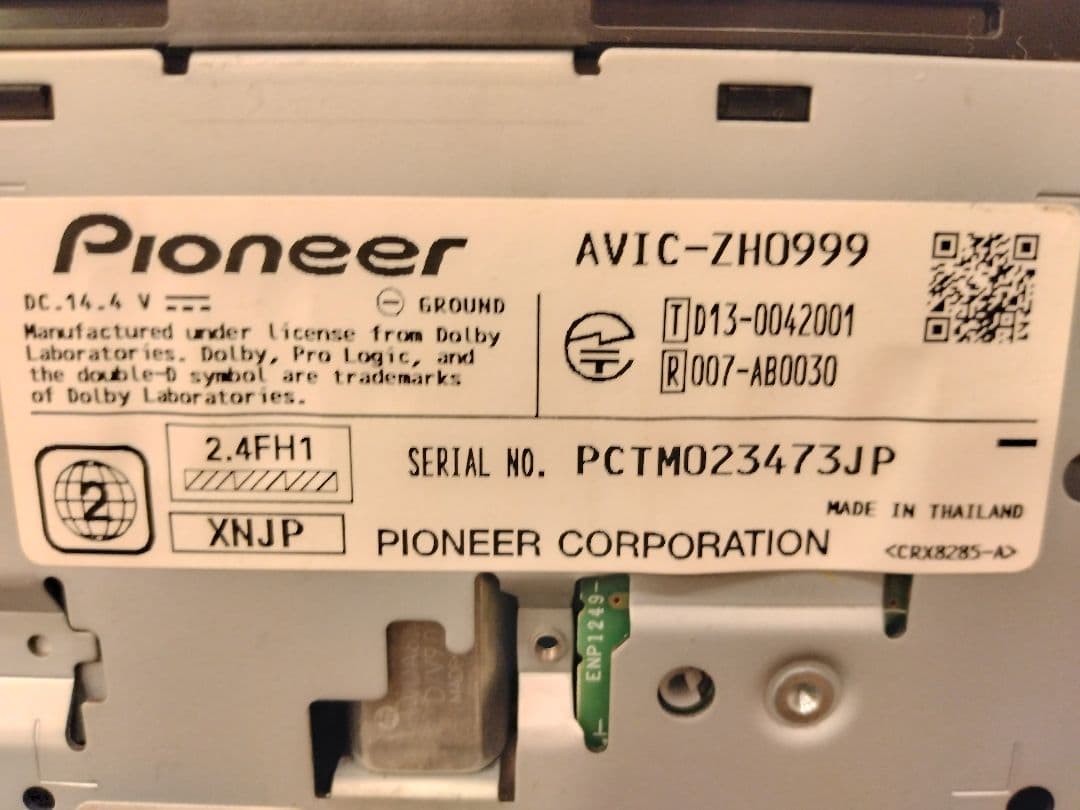 Pioneer
AVIC-ZH0999
DC.14.4 V
GROUND
Manufactured under license from Dolby
Laboratories. Dolby, Pro Logic, and
the double-D symbol are trademarks
of Dolby Laboratories.
T D13-0042001
R 007-AB0030
2
2.4FH1
XNJP
SERIAL NO. PCTM023473JP
MADE IN THAILAND
PIONEER CORPORATION
<CRX8285-A>
ENP1249-